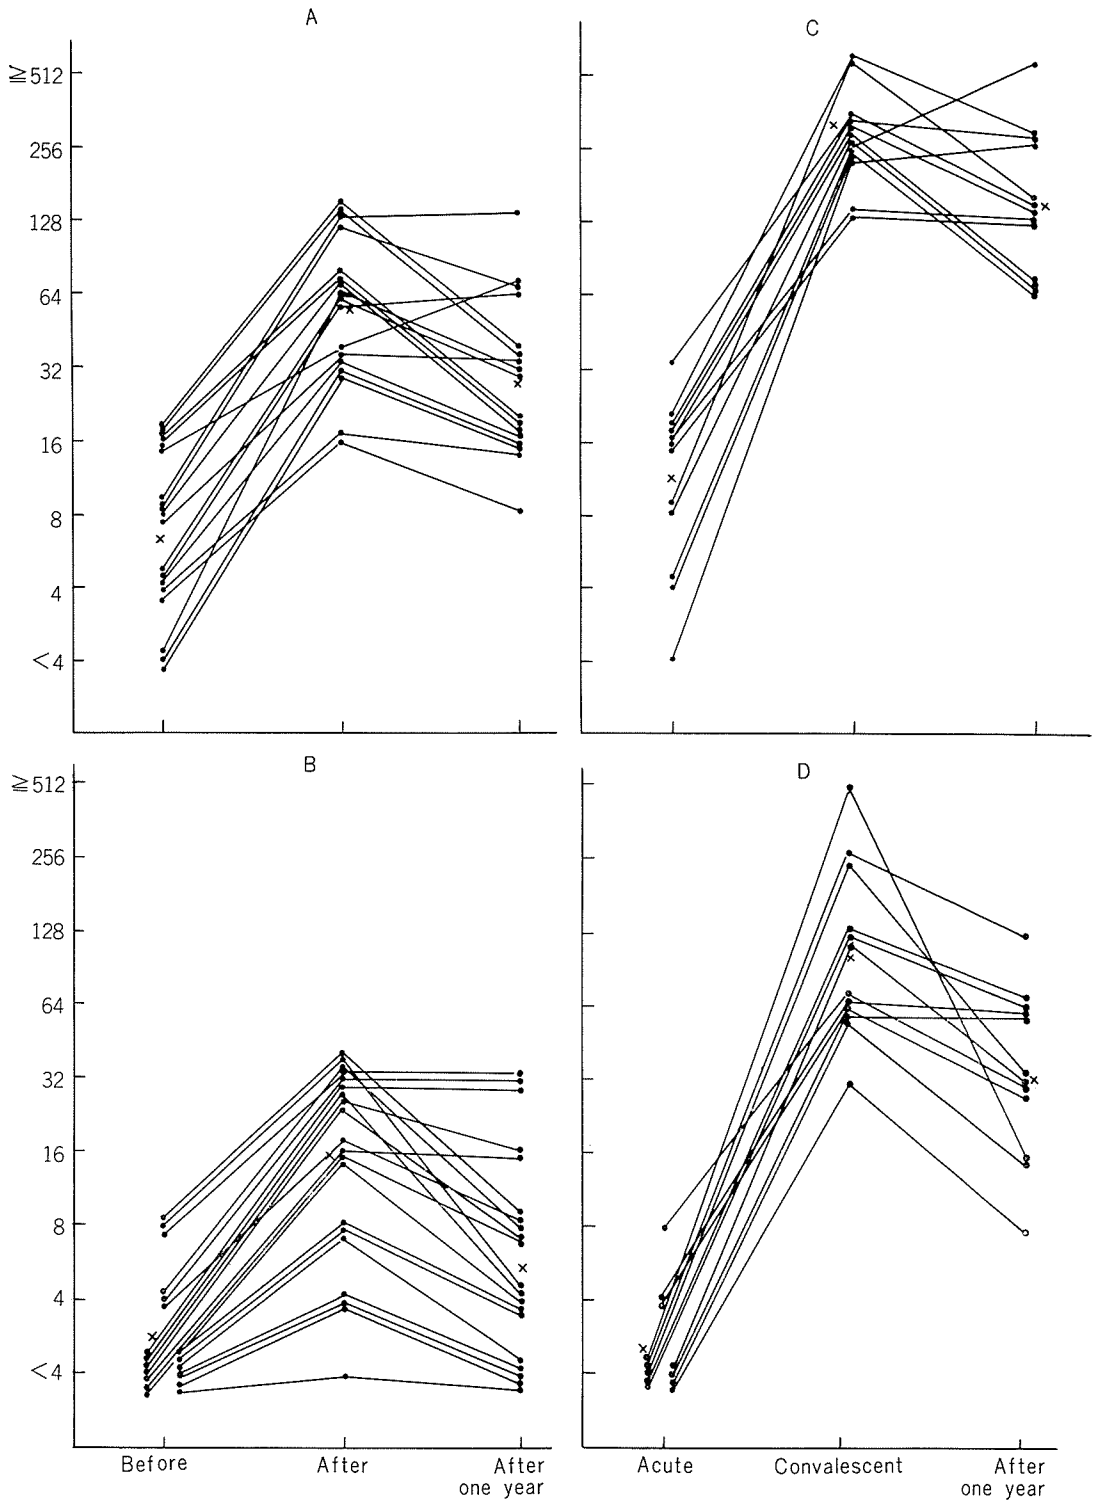 A
≧512
256
128
64
32
16
8
4
<4
C
B
≧512
256
128
64
32
16
8
4
<4
Before
After
After
one year
D
Acute
Convalescent
After
one year